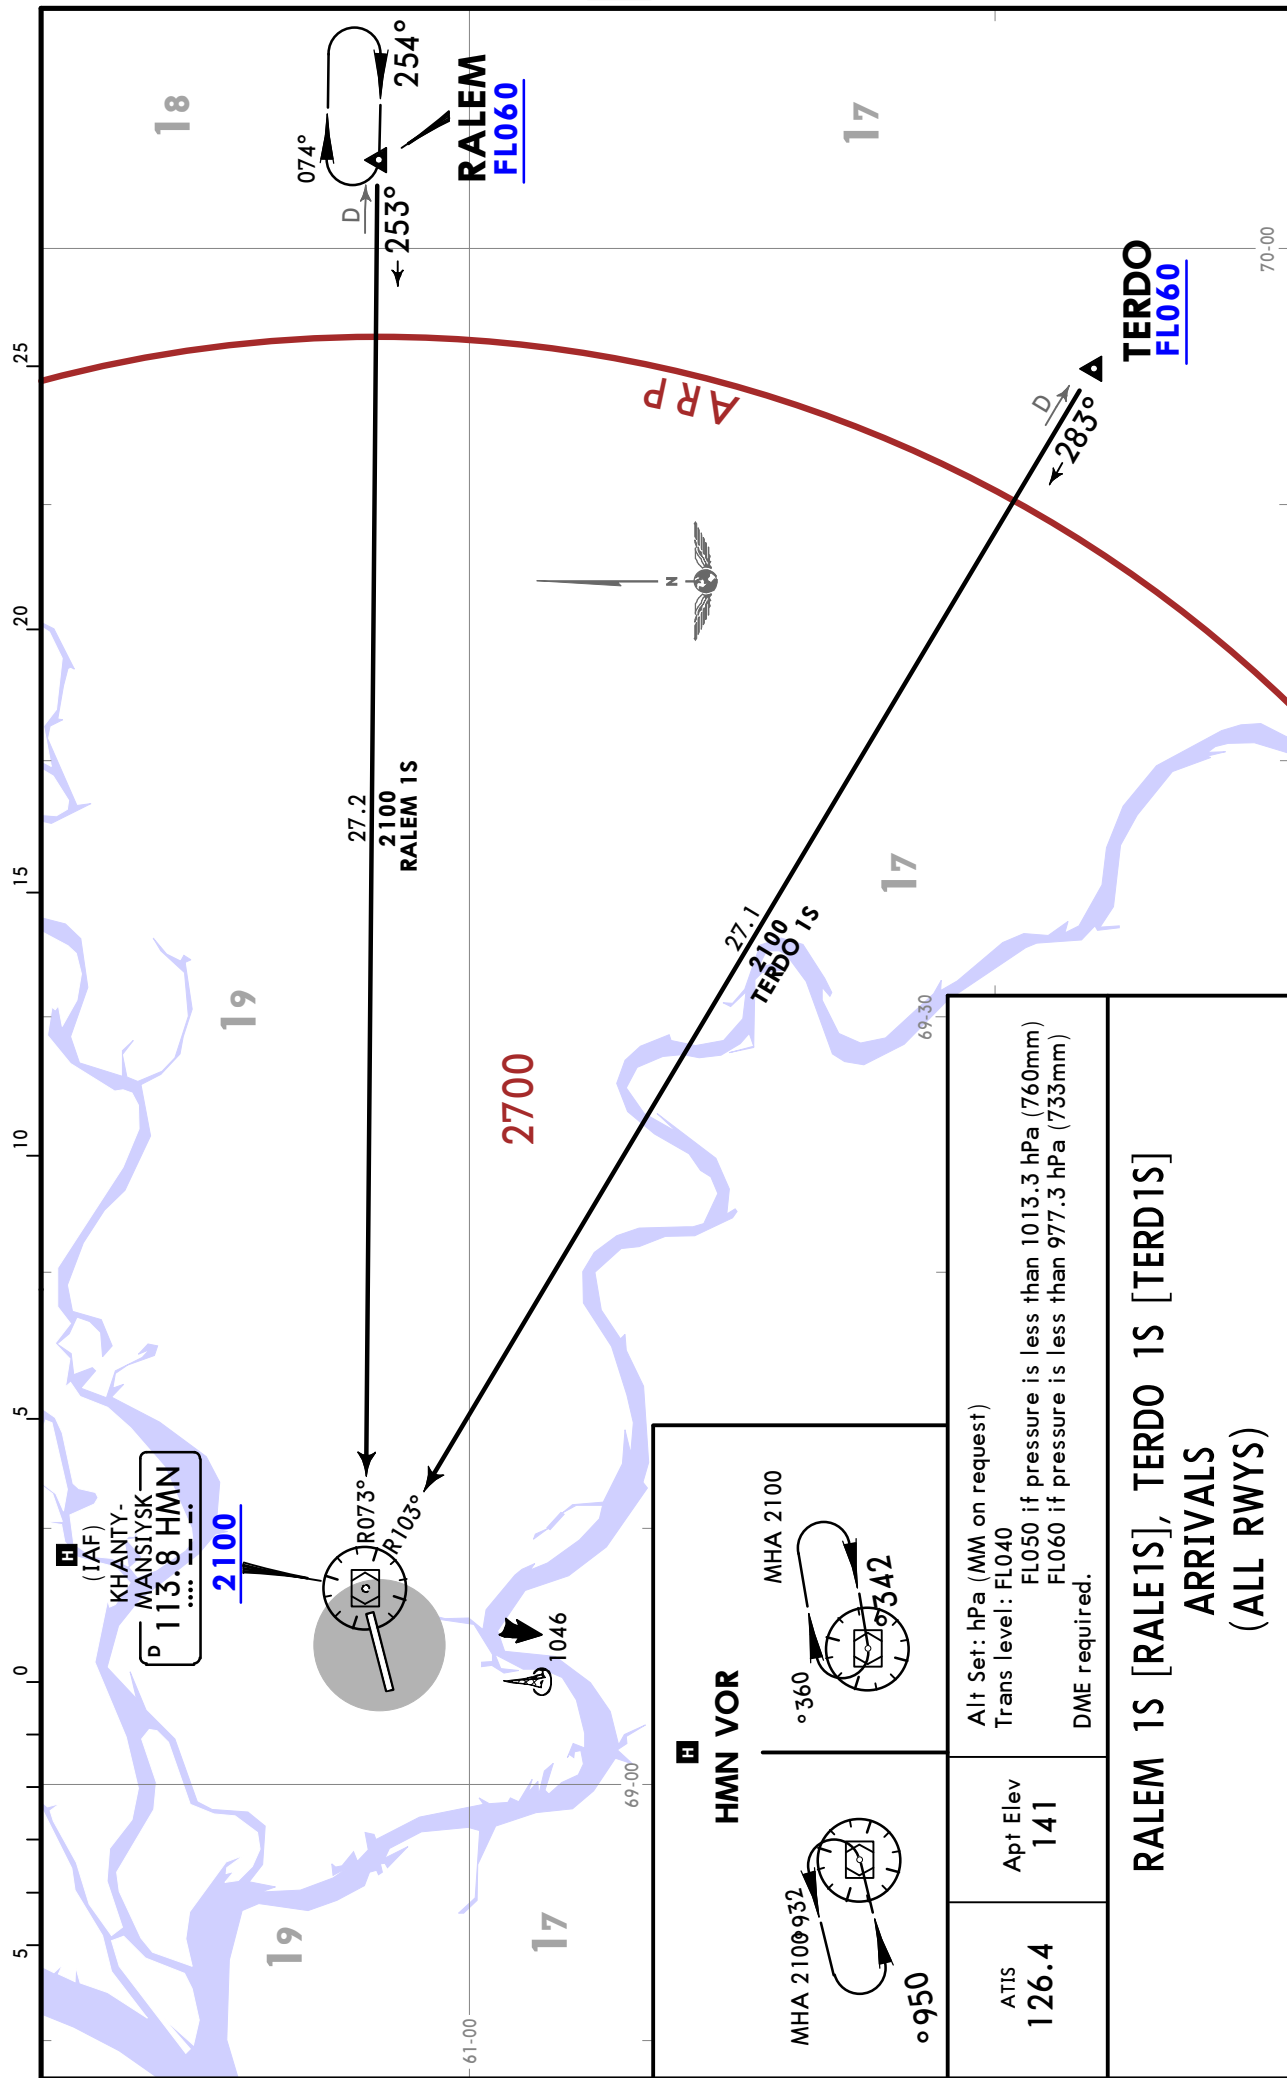 5 0 5 10 15 20 25
H
(IAF)
KHANTY-
MANSIYSK
D 113.8 HMN
2100
R073°
R103°
1046
19
18
19
17
17
17
27.2
2100
RALEM 1S
27.1
2100
TERDO 1S
2700
N
ARP
074°
254°
D
253°
RALEM
FL060
D
283°
TERDO
FL060
61-00
69-00
69-30
70-00
H
HMN VOR
MHA 2100
°932
°950
MHA 2100
°360
°342
ATIS
126.4
Apt Elev
141
Alt Set: hPa (MM on request)
Trans level: FL040
FL050 if pressure is less than 1013.3 hPa (760mm)
FL060 if pressure is less than 977.3 hPa (733mm)
DME required.
RALEM 1S [RALE1S], TERDO 1S [TERD1S]
ARRIVALS
(ALL RWYS)